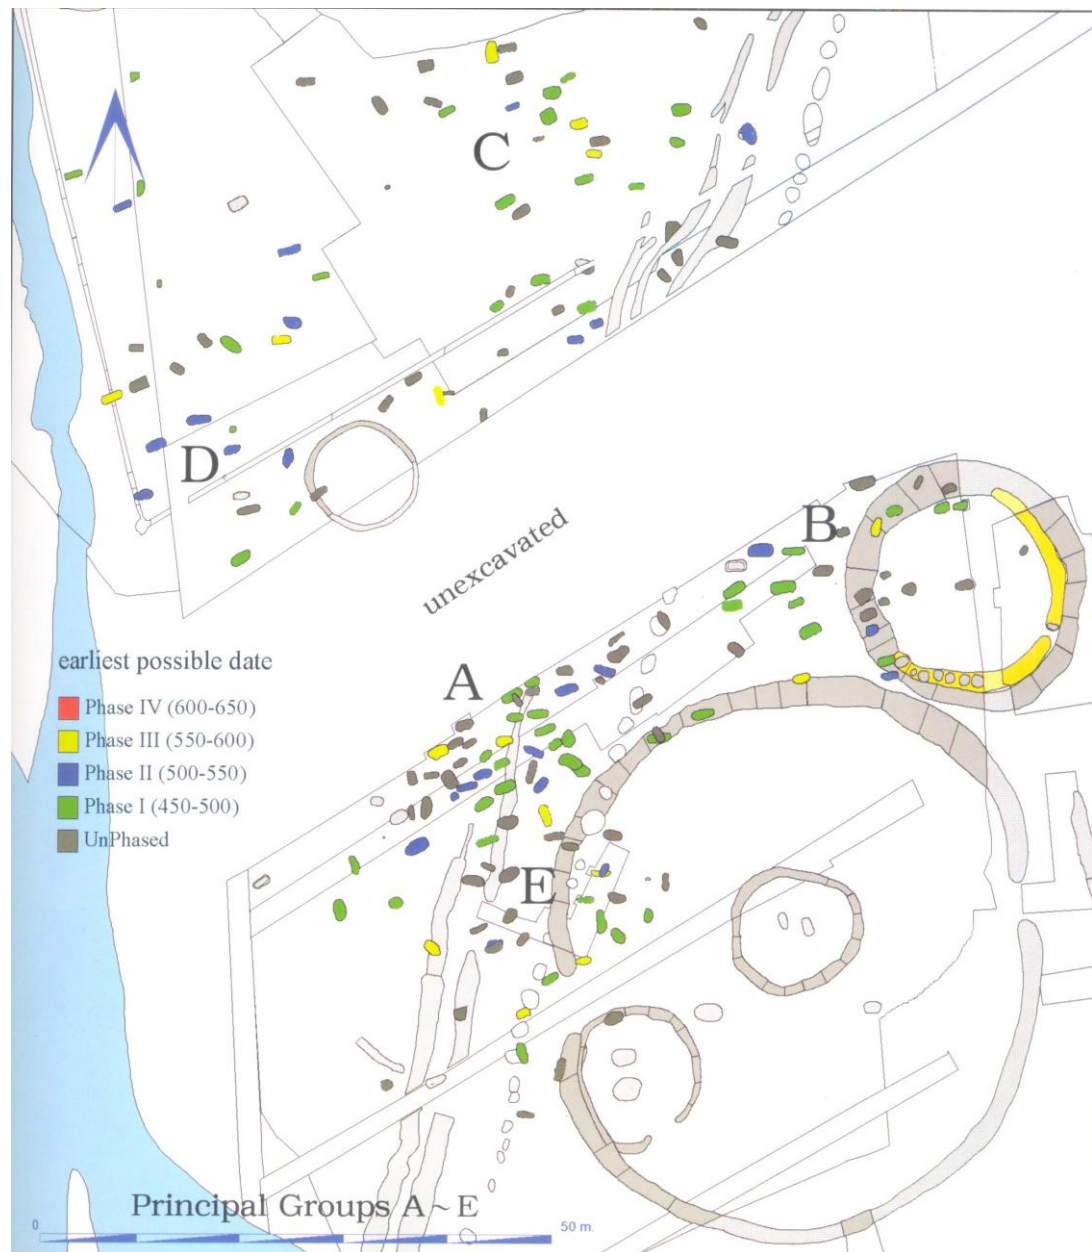 C
D
unexcavated
B
A
earliest possible date
Phase IV (600-650)
Phase III (550-600)
Phase II (500-550)
Phase I (450-500)
UnPhased
E
Principal Groups A ~ E
0
50 m.